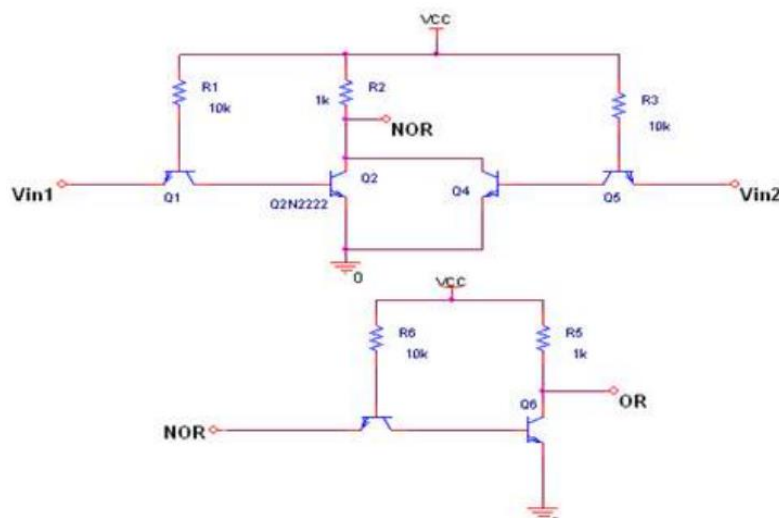 VCC
R1
10k
R2
1k
R3
10k
NOR
Vin1
Q1
Q2
Q2N2222
Q4
Q5
Vin2
0
VCC
R6
10k
R5
1k
Q6
OR
NOR